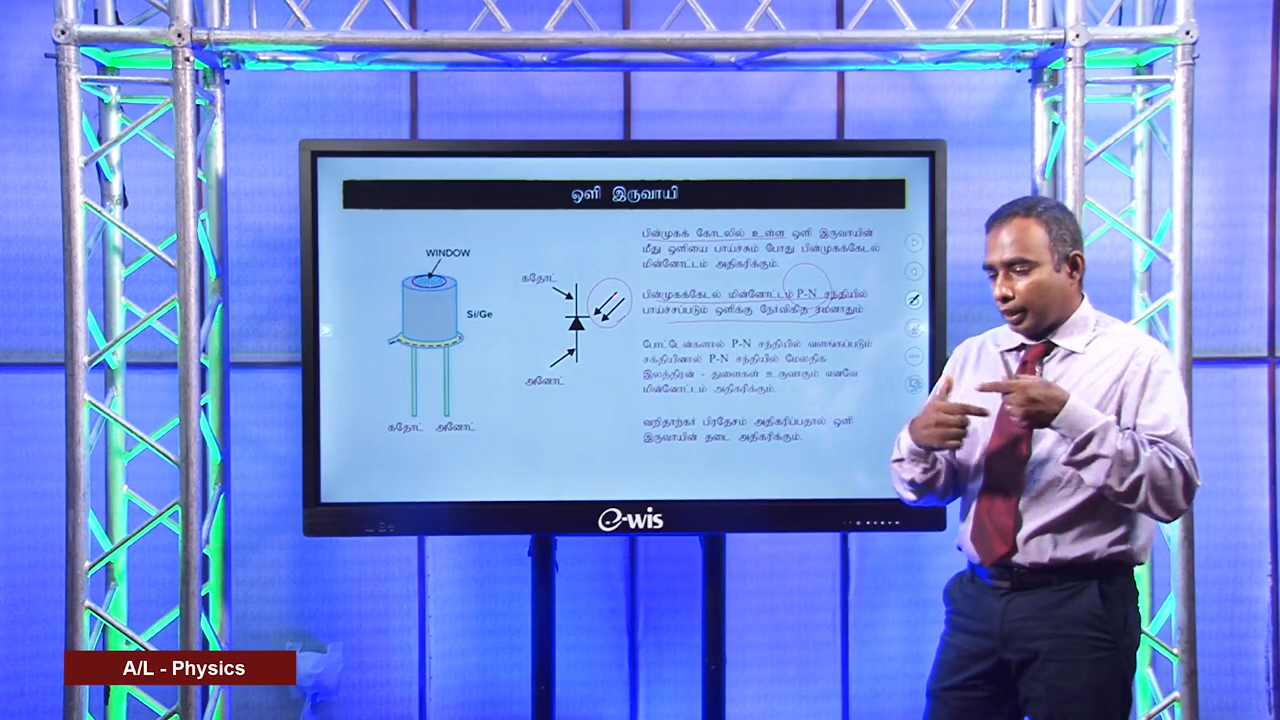 ஒளி இருவாயி
WINDOW
Si/Ge
கதோட் அனோட்
கதோட்
அனோட்
பின்முகக் கோடலில் உள்ள ஒளி இருவாயின்
மீது ஒளியை பாய்ச்சும் போது பின்முகக்கேடல்
மின்னோட்டம் அதிகரிக்கும்.
பின்முகக்கேடல் மின்னோட்டம் P-N சந்தியில்
பாய்ச்சப்படும் ஒளிக்கு நேர்விகித சமனாதும்
போட்டேன்களால் P-N சந்தியில் வளங்கப்படும்
சக்தியினால் P-N சந்தியில் மேலதிக
இலத்திரன் - துளைகள் உருவாகும் எனவே
மின்னோட்டம் அதிகரிக்கும்.
வறிதாற்கர் பிரதேசம் அதிகரிப்பதால் ஒளி
இருவாயின் தடை அதிகரிக்கும்.
e-wis
A/L - Physics